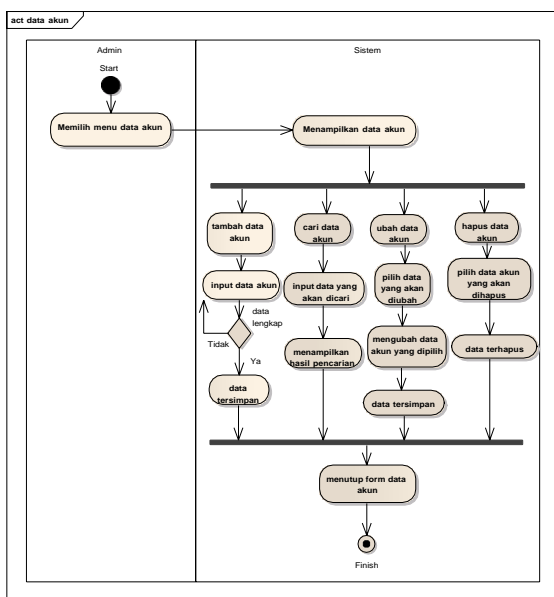 act data akun
Admin
Sistem
Start
Memilih menu data akun
Menampilkan data akun
tambah data
akun
cari data
akun
ubah data
akun
hapus data
akun
input data akun
input data yang
akan dicari
pilih data
yang akan
diubah
pilih data akun
yang akan
dihapus
data
lengkap
Tidak
Ya
menampilkan
hasil pencarian
mengubah data
akun yang dipilih
data terhapus
data
tersimpan
data tersimpan
menutup form data
akun
Finish